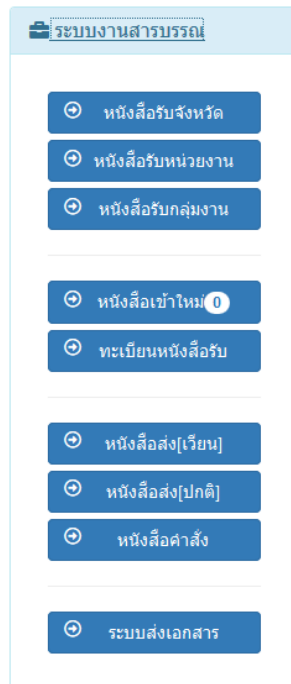 ระบบงานสารบรรณ
หนังสือรับจังหวัด
หนังสือรับหน่วยงาน
หนังสือรับกลุ่มงาน
หนังสือเข้าใหม่ 0
ทะเบียนหนังสือรับ
หนังสือส่ง[เวียน]
หนังสือส่ง[ปกติ]
หนังสือคำสั่ง
ระบบส่งเอกสาร